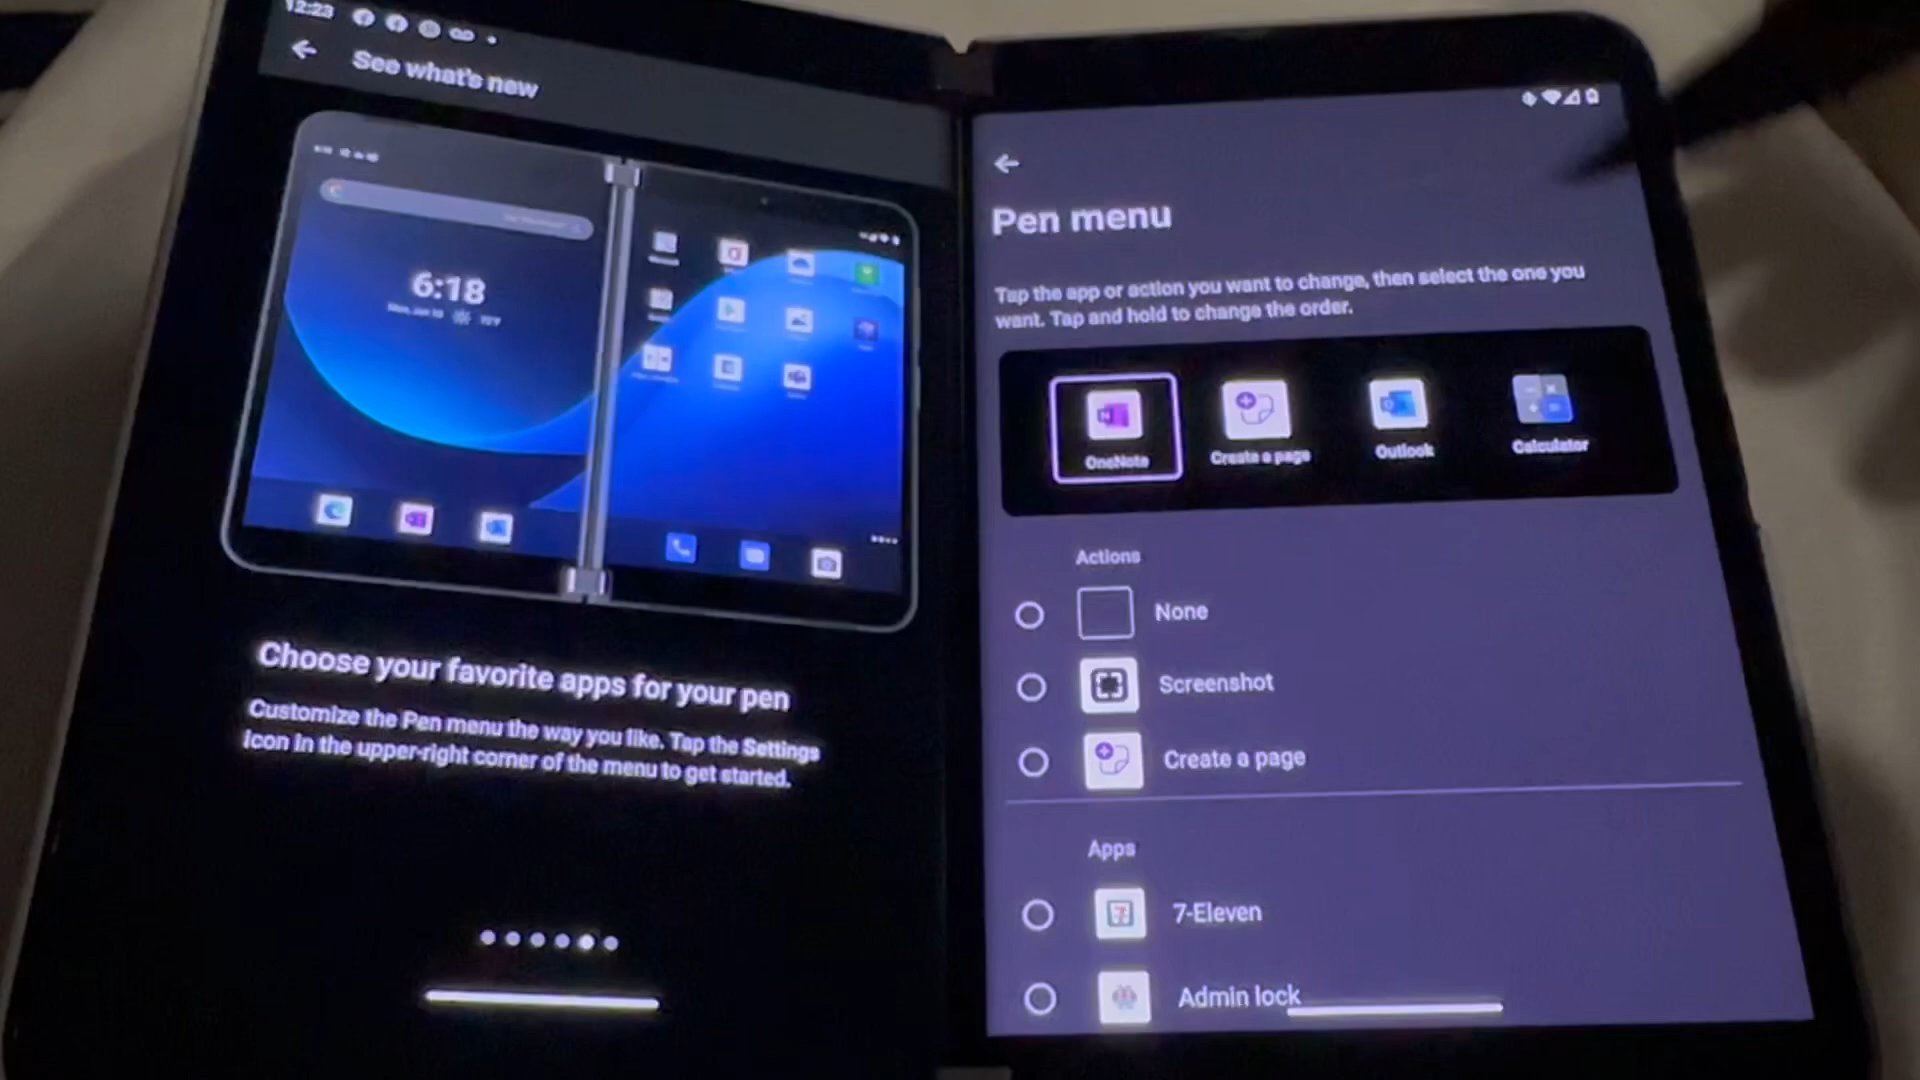 12:23
See what's new
6:18
Choose your favorite apps for your pen
Customize the Pen menu the way you like. Tap the Settings
icon in the upper-right corner of the menu to get started.
Pen menu
Tap the app or action you want to change, then select the one you
want. Tap and hold to change the order.
OneNote
Create a page
Outlook
Calculator
Actions
None
Screenshot
Create a page
Apps
7-Eleven
Admin lock